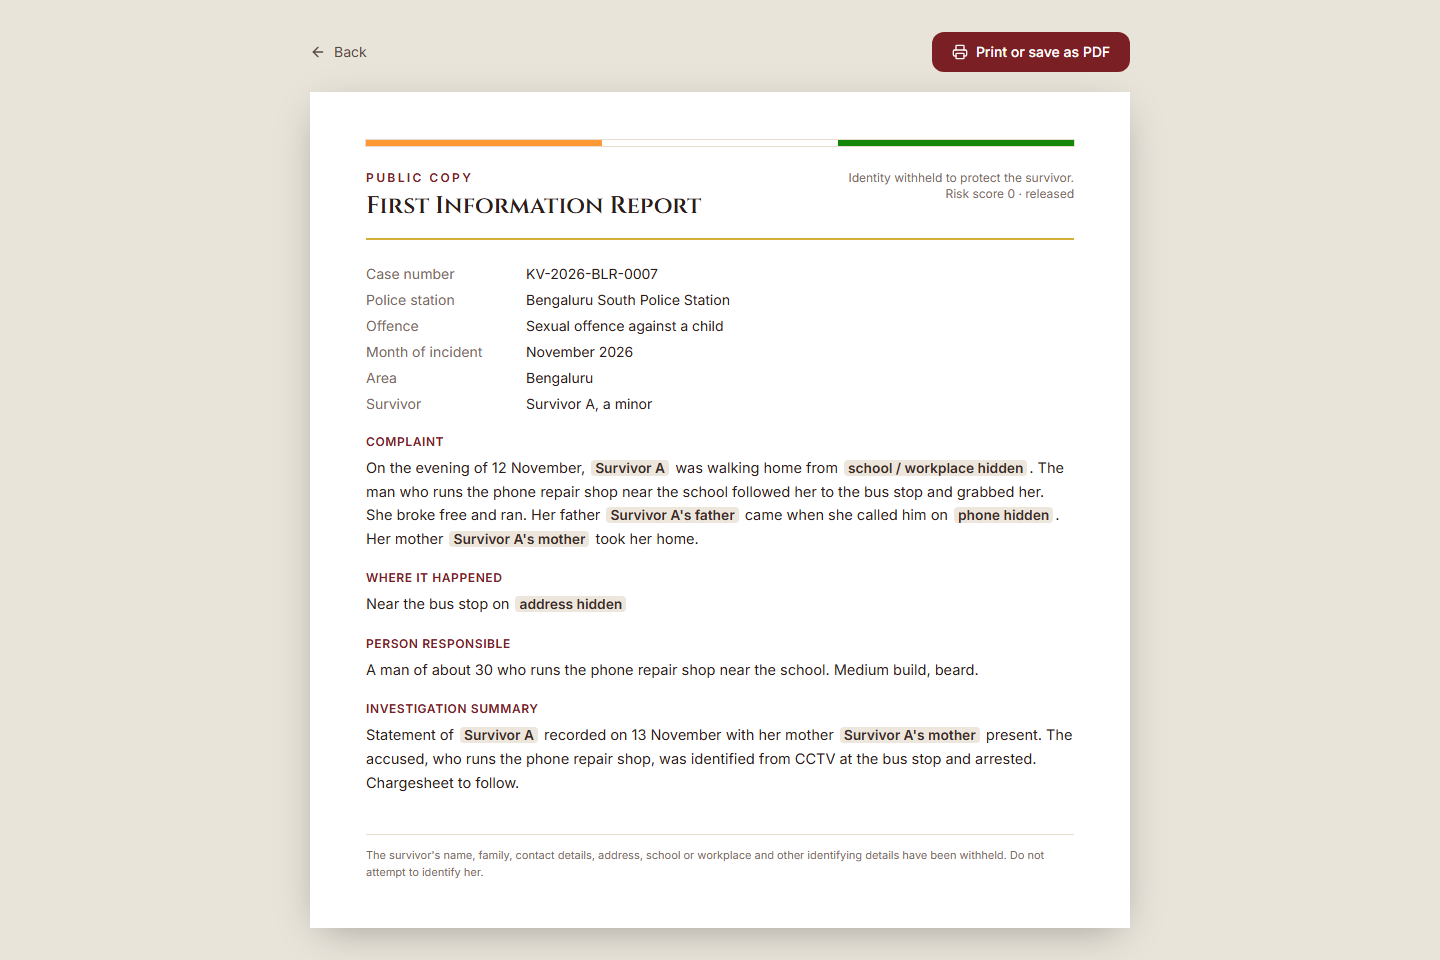 Back
Print or save as PDF
PUBLIC COPY
First Information Report
Identity withheld to protect the survivor.
Risk score 0 · released
Case number KV-2026-BLR-0007
Police station Bengaluru South Police Station
Offence Sexual offence against a child
Month of incident November 2026
Area Bengaluru
Survivor Survivor A, a minor
COMPLAINT
On the evening of 12 November, Survivor A was walking home from school / workplace hidden . The
man who runs the phone repair shop near the school followed her to the bus stop and grabbed her.
She broke free and ran. Her father Survivor A's father came when she called him on phone hidden .
Her mother Survivor A's mother took her home.
WHERE IT HAPPENED
Near the bus stop on address hidden
PERSON RESPONSIBLE
A man of about 30 who runs the phone repair shop near the school. Medium build, beard.
INVESTIGATION SUMMARY
Statement of Survivor A recorded on 13 November with her mother Survivor A's mother present. The
accused, who runs the phone repair shop, was identified from CCTV at the bus stop and arrested.
Chargesheet to follow.
The survivor's name, family, contact details, address, school or workplace and other identifying details have been withheld. Do not
attempt to identify her.